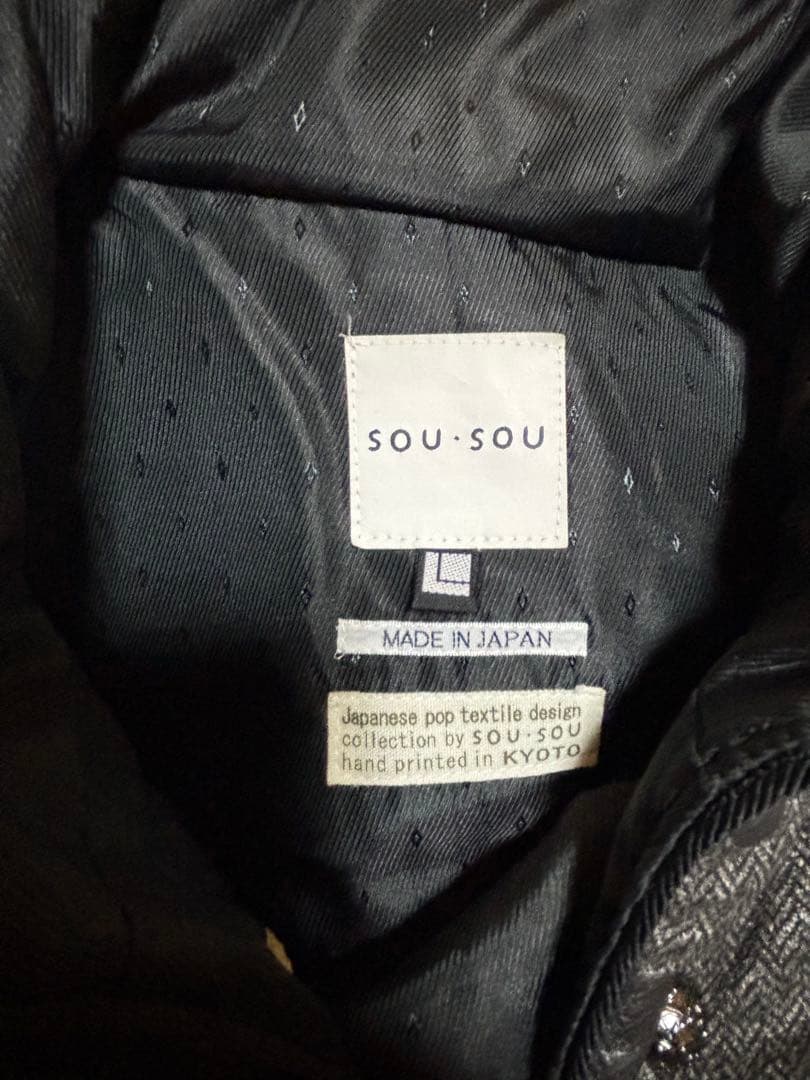 SOU・SOU
L
MADE IN JAPAN
Japanese pop textile design
collection by SOU・SOU
hand printed in KYOTO